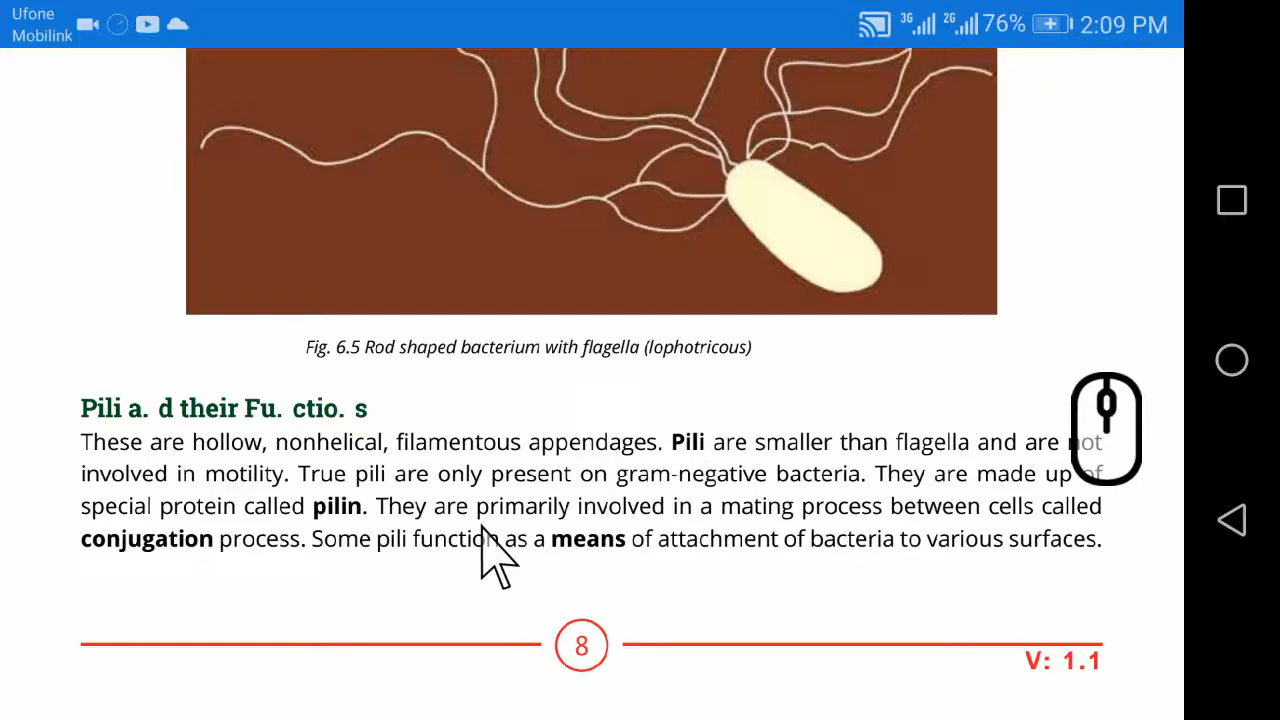 Ufone
Mobilink
3G 2G 76% 2:09 PM
Fig. 6.5 Rod shaped bacterium with flagella (lophotricous)
Pili a. d their Fu. ctio. s
These are hollow, nonhelical, filamentous appendages. Pili are smaller than flagella and are not
involved in motility. True pili are only present on gram-negative bacteria. They are made up of
special protein called pilin. They are primarily involved in a mating process between cells called
conjugation process. Some pili function as a means of attachment of bacteria to various surfaces.
8
V: 1.1